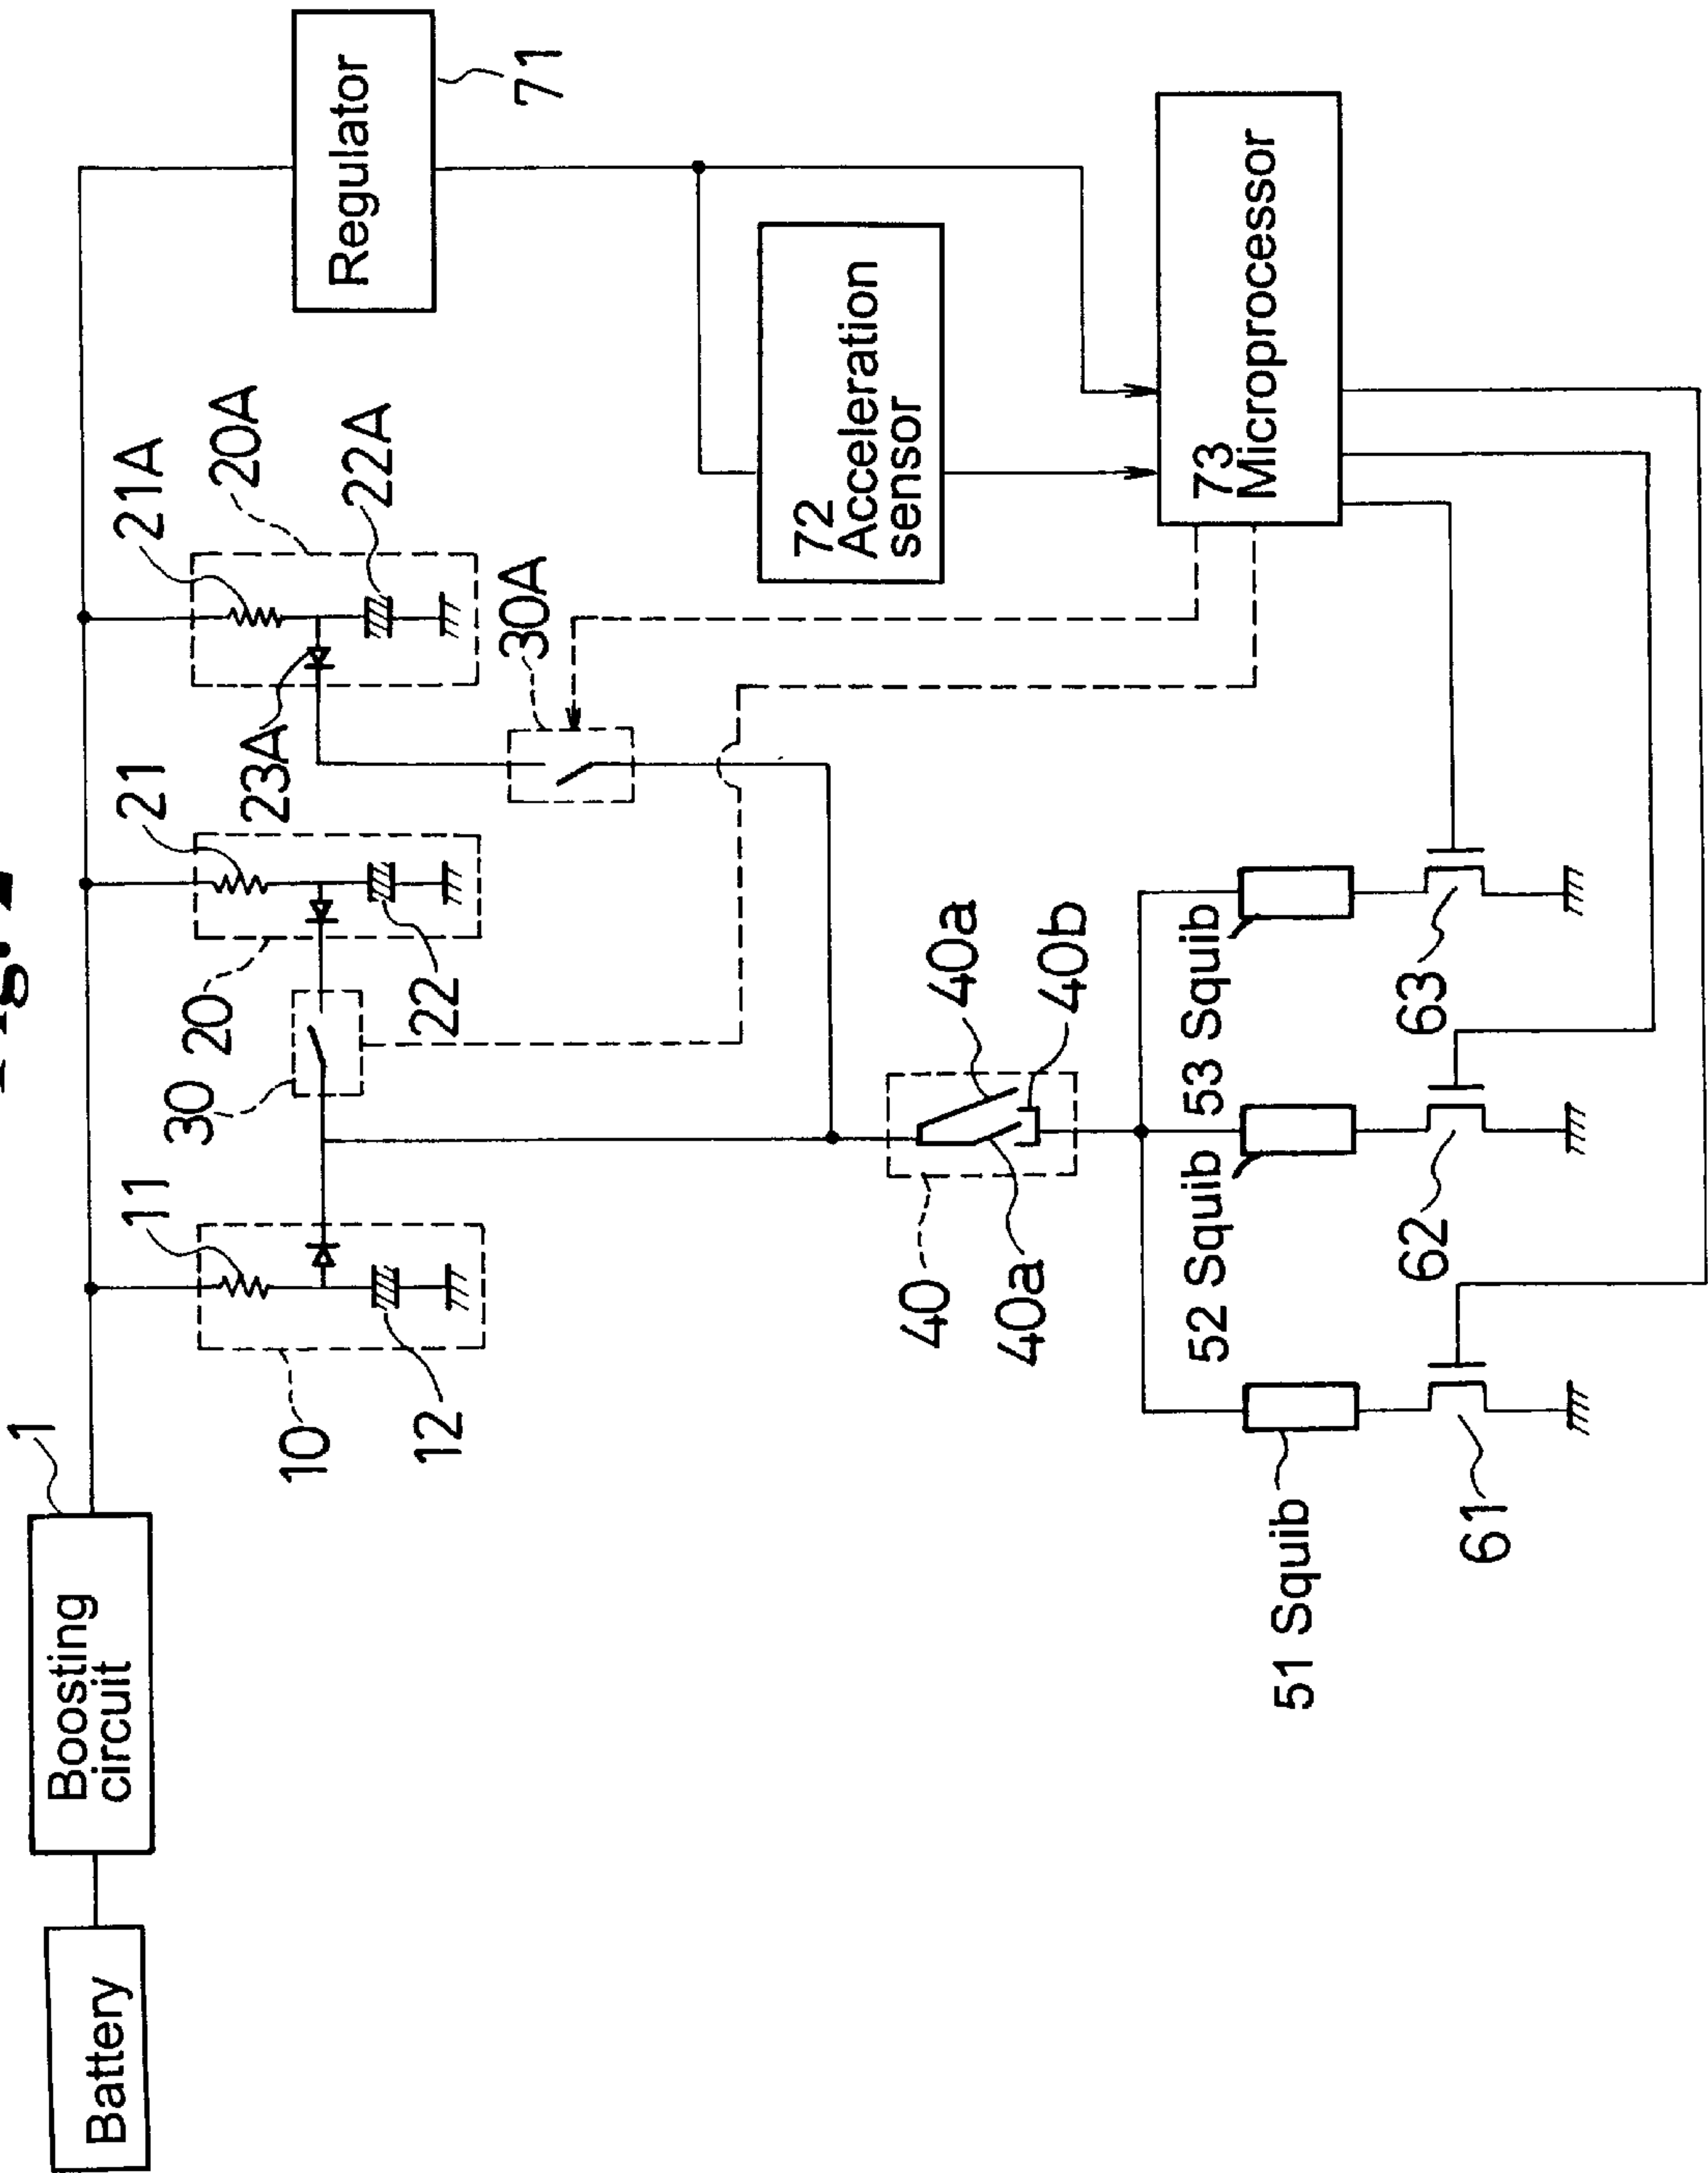 Battery
Boosting
circuit
1
11
21
21A
10
30
20
23A
20A
12
22
22A
30A
Regulator
71
40
40a
40a
40b
72
Acceleration
sensor
51 Squib
52 Squib
53 Squib
73
Microprocessor
61
62
63